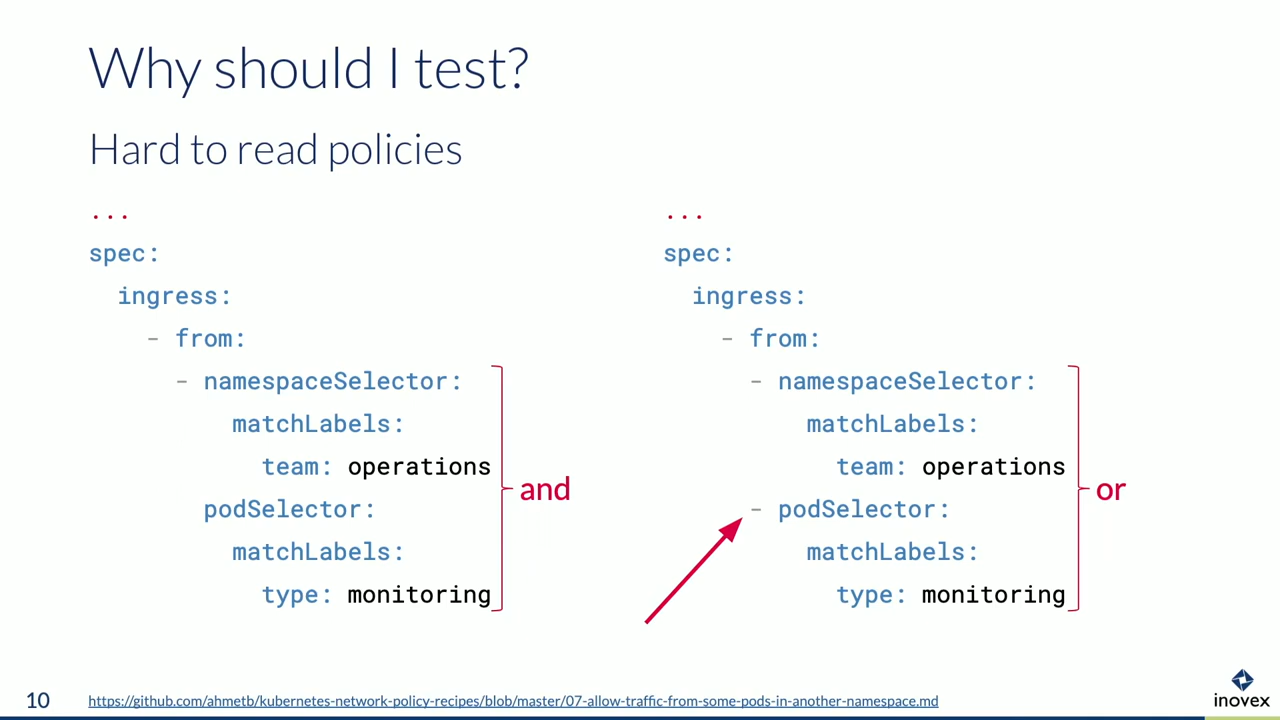 Why should I test?
Hard to read policies
...
spec:
  ingress:
    - from:
      - namespaceSelector:
          matchLabels:
            team: operations
        podSelector:
          matchLabels:
            type: monitoring
and
...
spec:
  ingress:
    - from:
      - namespaceSelector:
          matchLabels:
            team: operations
      - podSelector:
          matchLabels:
            type: monitoring
or
10
https://github.com/ahmetb/kubernetes-network-policy-recipes/blob/master/07-allow-traffic-from-some-pods-in-another-namespace.md
inovex